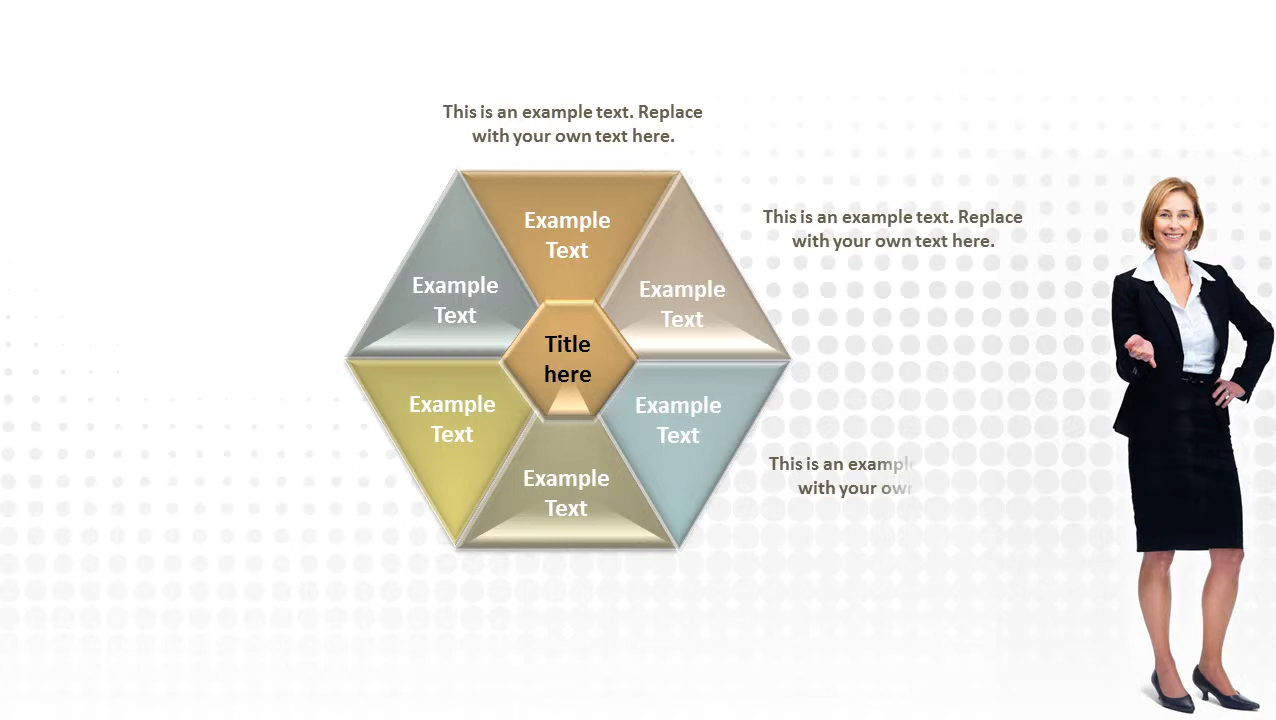 This is an example text. Replace
with your own text here.
This is an example text. Replace
with your own text here.
Example
Text
Example
Text
Example
Text
Title
here
Example
Text
Example
Text
Example
Text
This is an example
with your own